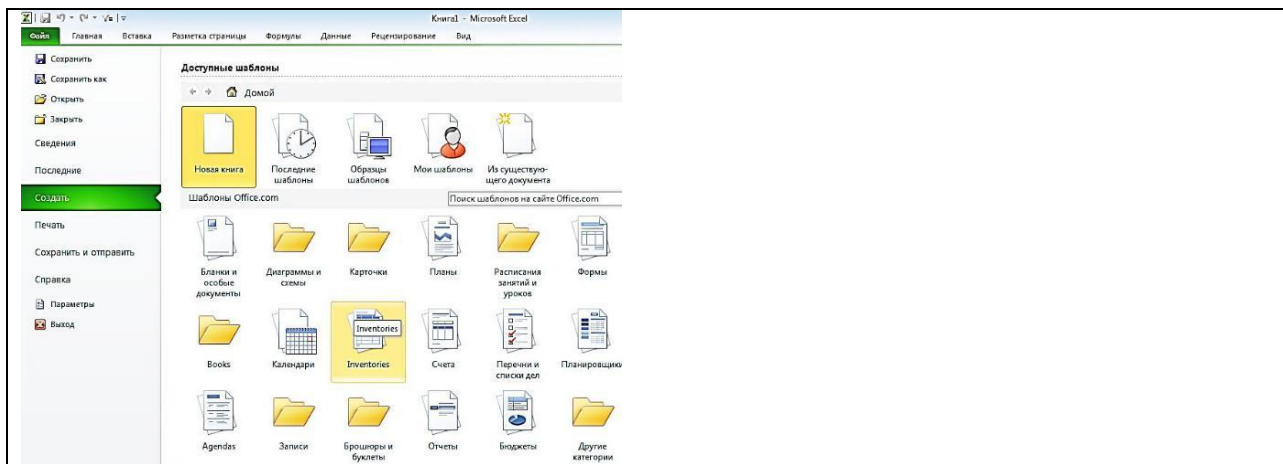 Книга1 - Microsoft Excel
Файл Главная Вставка Разметка страницы Формулы Данные Рецензирование Вид
Сохранить
Сохранить как
Открыть
Закрыть
Сведения
Последние
Создать
Печать
Сохранить и отправить
Справка
Параметры
Выход
Доступные шаблоны
Домой
Новая книга
Последние
шаблоны
Образцы
шаблонов
Мои шаблоны
Из существую-
щего документа
Шаблоны Office.com
Поиск шаблонов на сайте Office.com
Бланки и
особые
документы
Диаграммы и
схемы
Карточки
Планы
Расписания
занятий и
уроков
Формы
Books
Календари
Inventories
Inventories
Счета
Перечни и
списки дел
Планировщики
Agendas
Записи
Брошюры и
буклеты
Отчеты
Бюджеты
Другие
категории